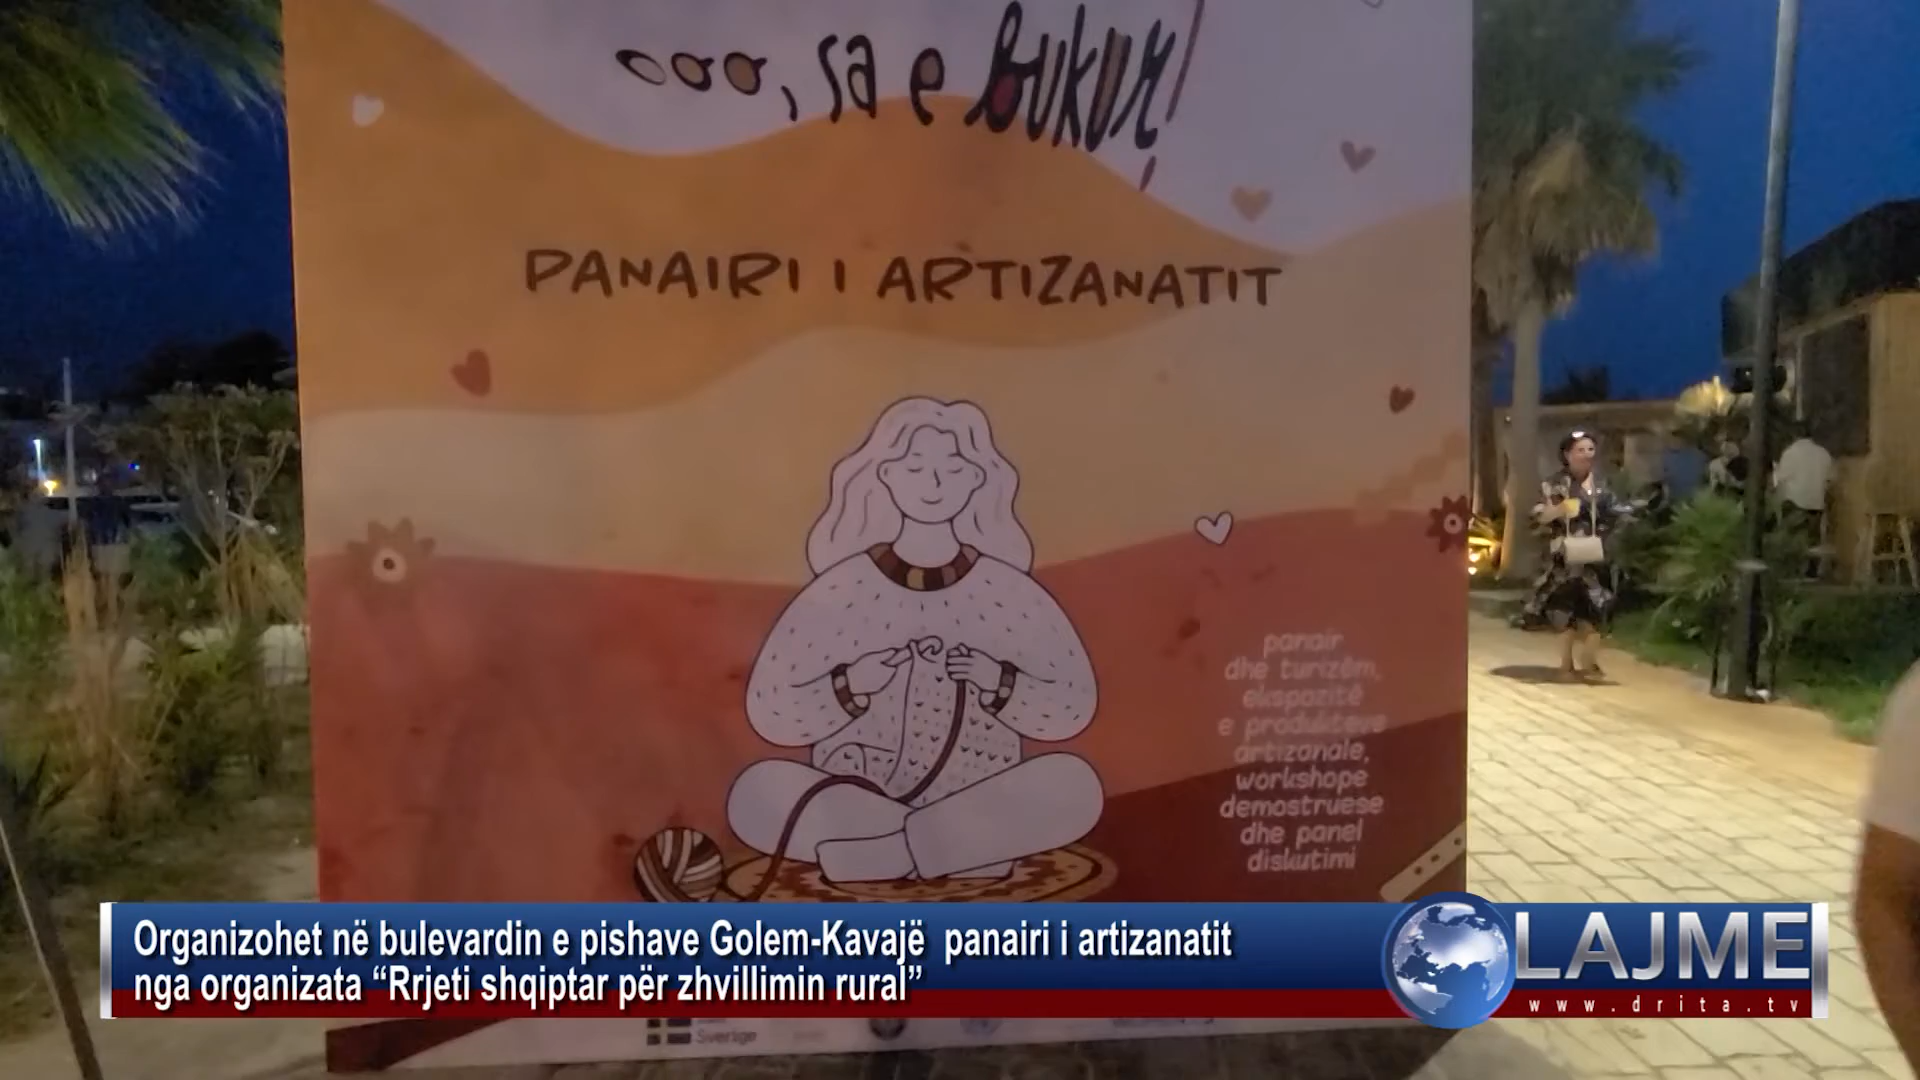 ooo, sa e bukur!
PANAIRI I ARTIZANATIT
panair
dhe turizëm,
ekspozitë
e produkteve
artizanale,
workshope
demostruese
dhe panel
diskutimi
Organizohet në bulevardin e pishave Golem-Kavajë panairi i artizanatit
nga organizata “Rrjeti shqiptar për zhvillimin rural”
LAJME
www.drita.tv
Sverige